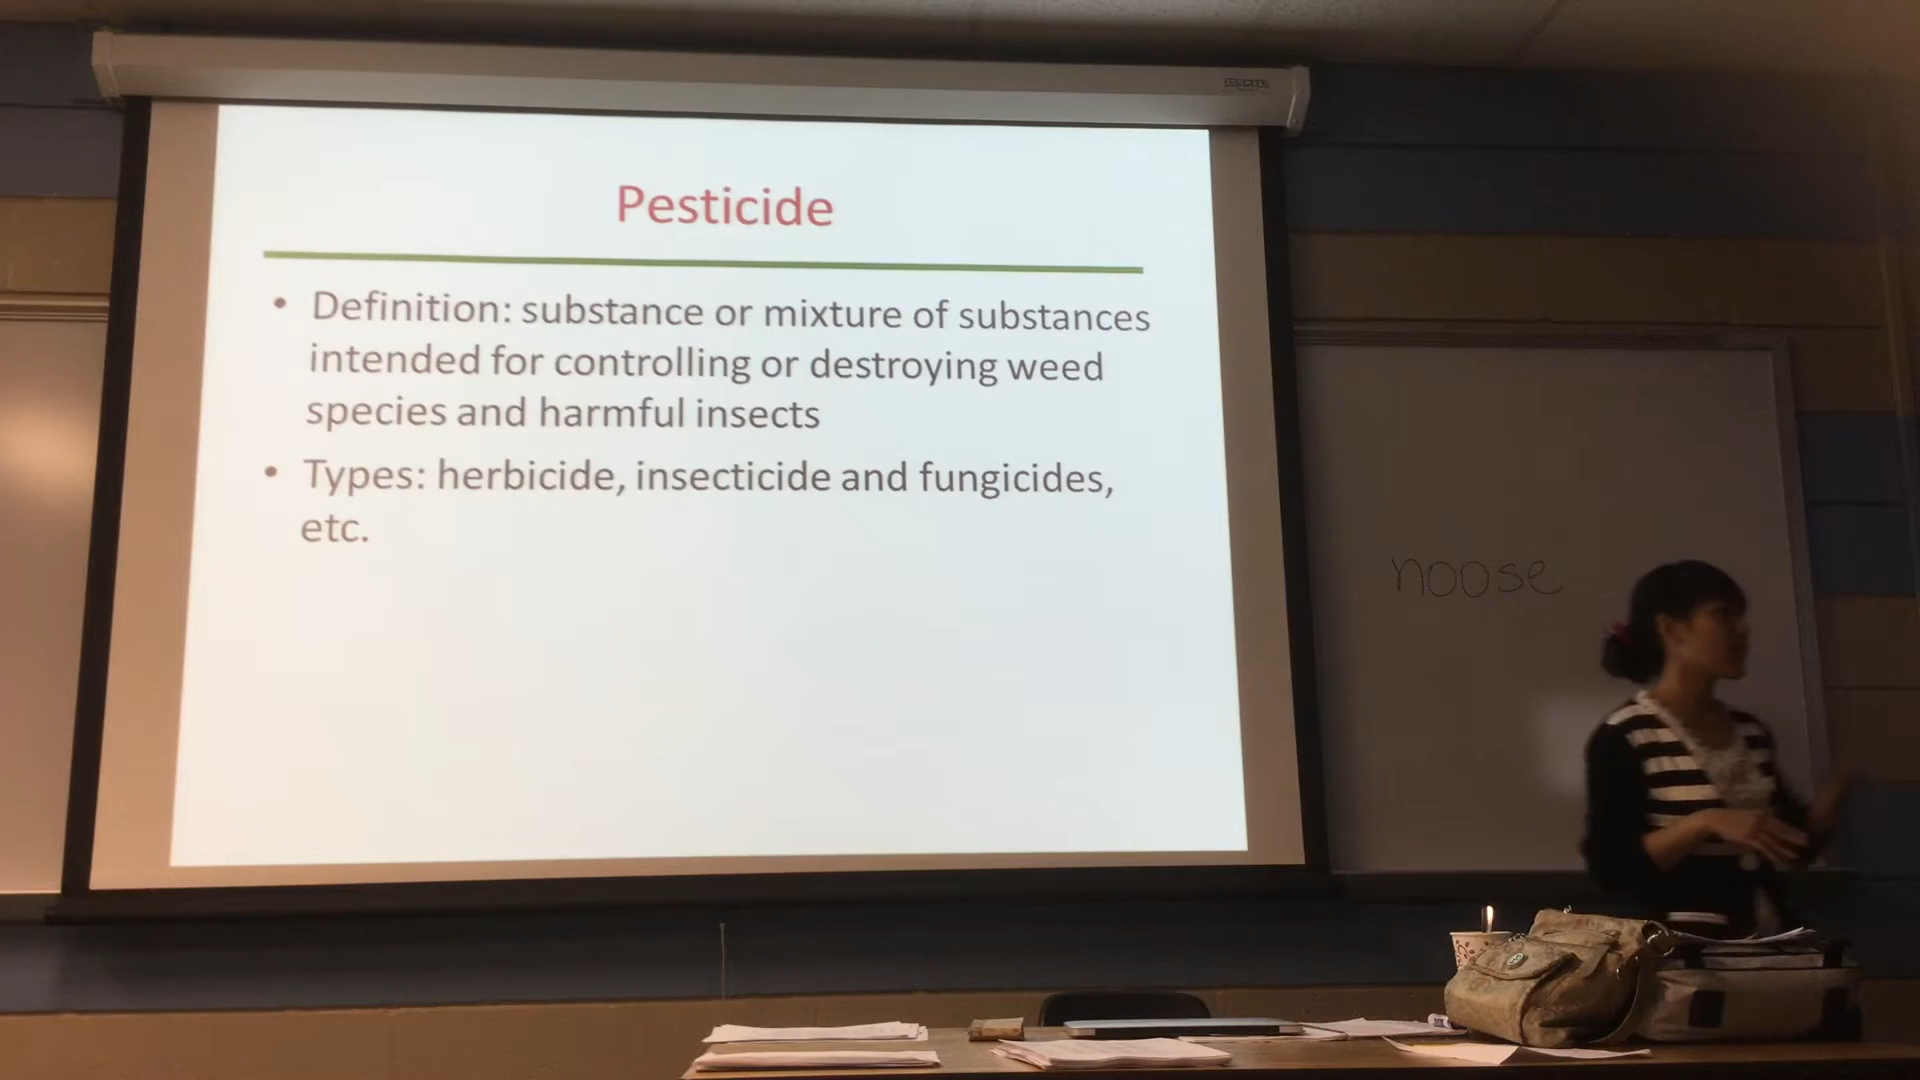 Pesticide
• Definition: substance or mixture of substances
intended for controlling or destroying weed
species and harmful insects
• Types: herbicide, insecticide and fungicides,
etc.
noose